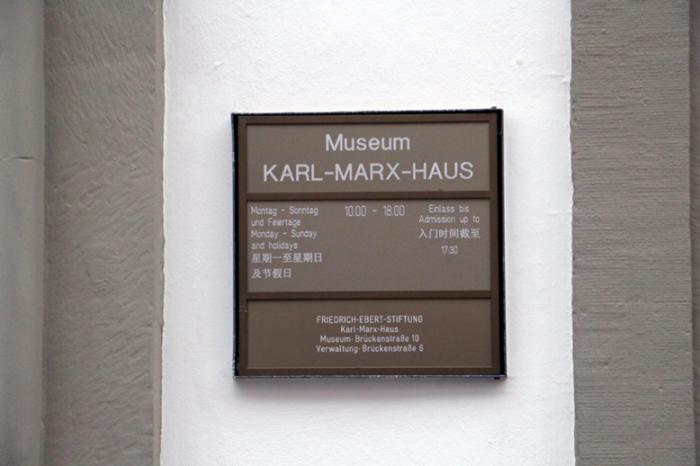 Museum
KARL-MARX-HAUS
Montag - Sonntag
und Feiertage
Monday - Sunday
and holidays
星期一至星期日
及节假日
10.00 - 18.00
Einlass bis
Admission up to
入门时间截至
17.30
FRIEDRICH-EBERT-STIFTUNG
Karl-Marx-Haus
Museum· Brückenstraße 10
Verwaltung· Brückenstraße 6